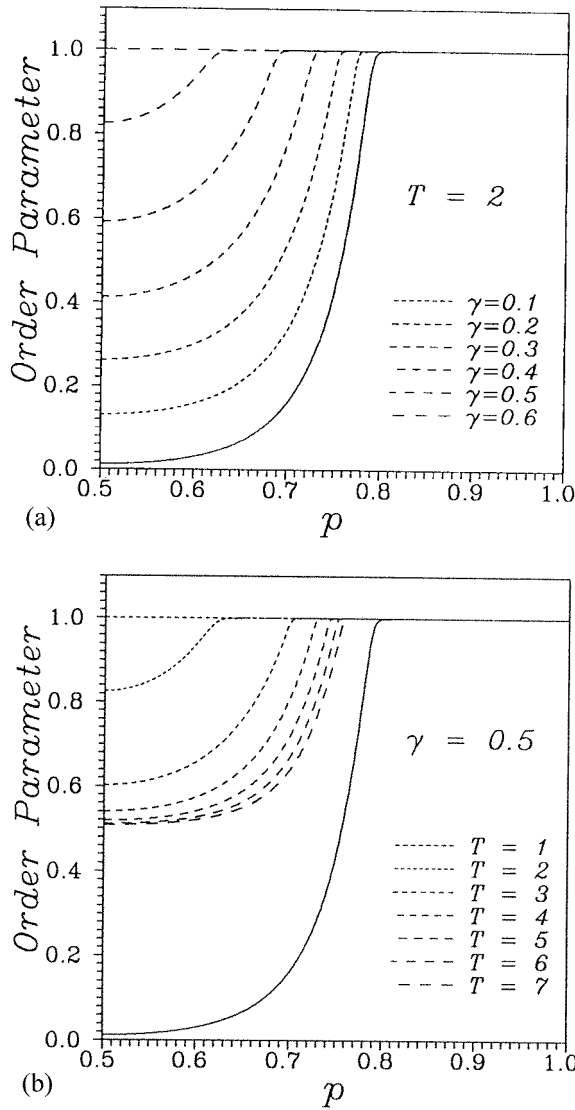 Order Parameter
1.0
0.8
0.6
0.4
0.2
0.0
T = 2
γ=0.1
γ=0.2
γ=0.3
γ=0.4
γ=0.5
γ=0.6
0.5 0.6 0.7 0.8 0.9 1.0
p
(a)
Order Parameter
1.0
0.8
0.6
0.4
0.2
0.0
γ = 0.5
T = 1
T = 2
T = 3
T = 4
T = 5
T = 6
T = 7
0.5 0.6 0.7 0.8 0.9 1.0
p
(b)